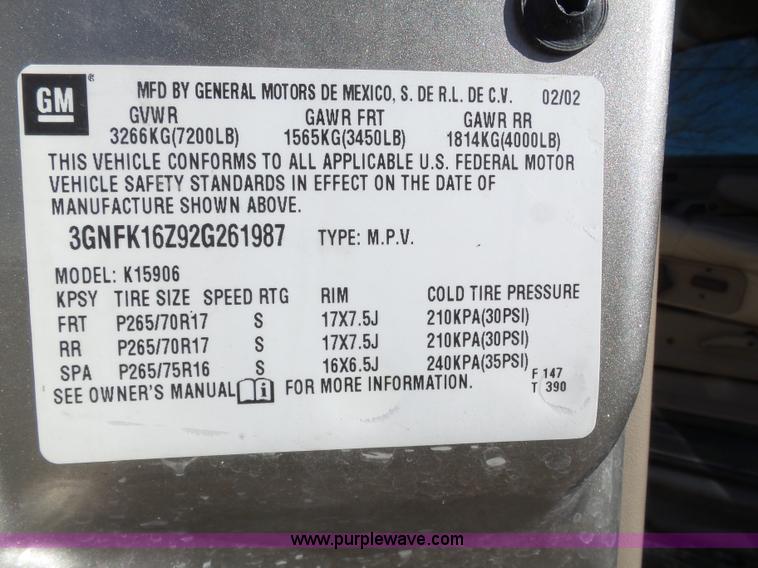 GM ® MFD BY GENERAL MOTORS DE MEXICO, S. DE R.L. DE C.V. 02/02
GVWR GAWR FRT GAWR RR
3266KG(7200LB) 1565KG(3450LB) 1814KG(4000LB)
THIS VEHICLE CONFORMS TO ALL APPLICABLE U.S. FEDERAL MOTOR
VEHICLE SAFETY STANDARDS IN EFFECT ON THE DATE OF
MANUFACTURE SHOWN ABOVE.
3GNFK16Z92G261987 TYPE: M.P.V.
MODEL: K15906
KPSY TIRE SIZE SPEED RTG RIM COLD TIRE PRESSURE
FRT P265/70R17 S 17X7.5J 210KPA(30PSI)
RR P265/70R17 S 17X7.5J 210KPA(30PSI)
SPA P265/75R16 S 16X6.5J 240KPA(35PSI) F 147
SEE OWNER'S MANUAL i FOR MORE INFORMATION. T 390
www.purplewave.com